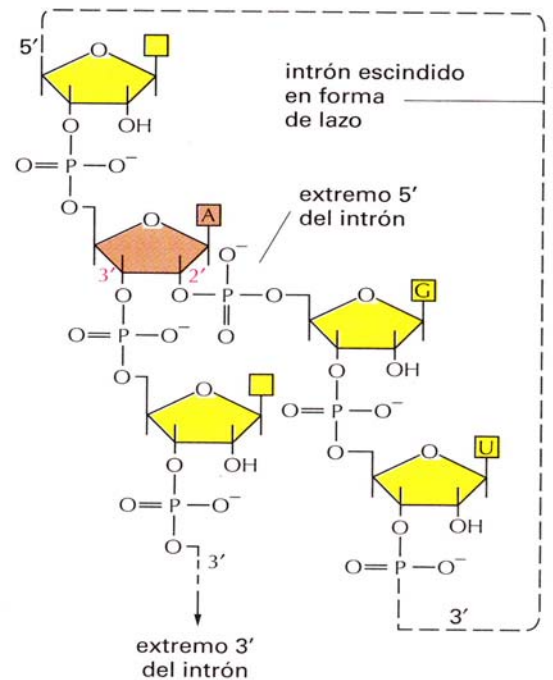 5′
O
intrón escindido
en forma
de lazo
O OH
O=P—O⁻
extremo 5′
del intrón
O
O
A
3′ 2′
O⁻
O O—P—O
O
G
O=P—O⁻
O
O
O OH
O
O=P—O⁻
O
U
O OH
O
O=P—O⁻
O OH
O
3′
O=P—O⁻
3′
extremo 3′
del intrón